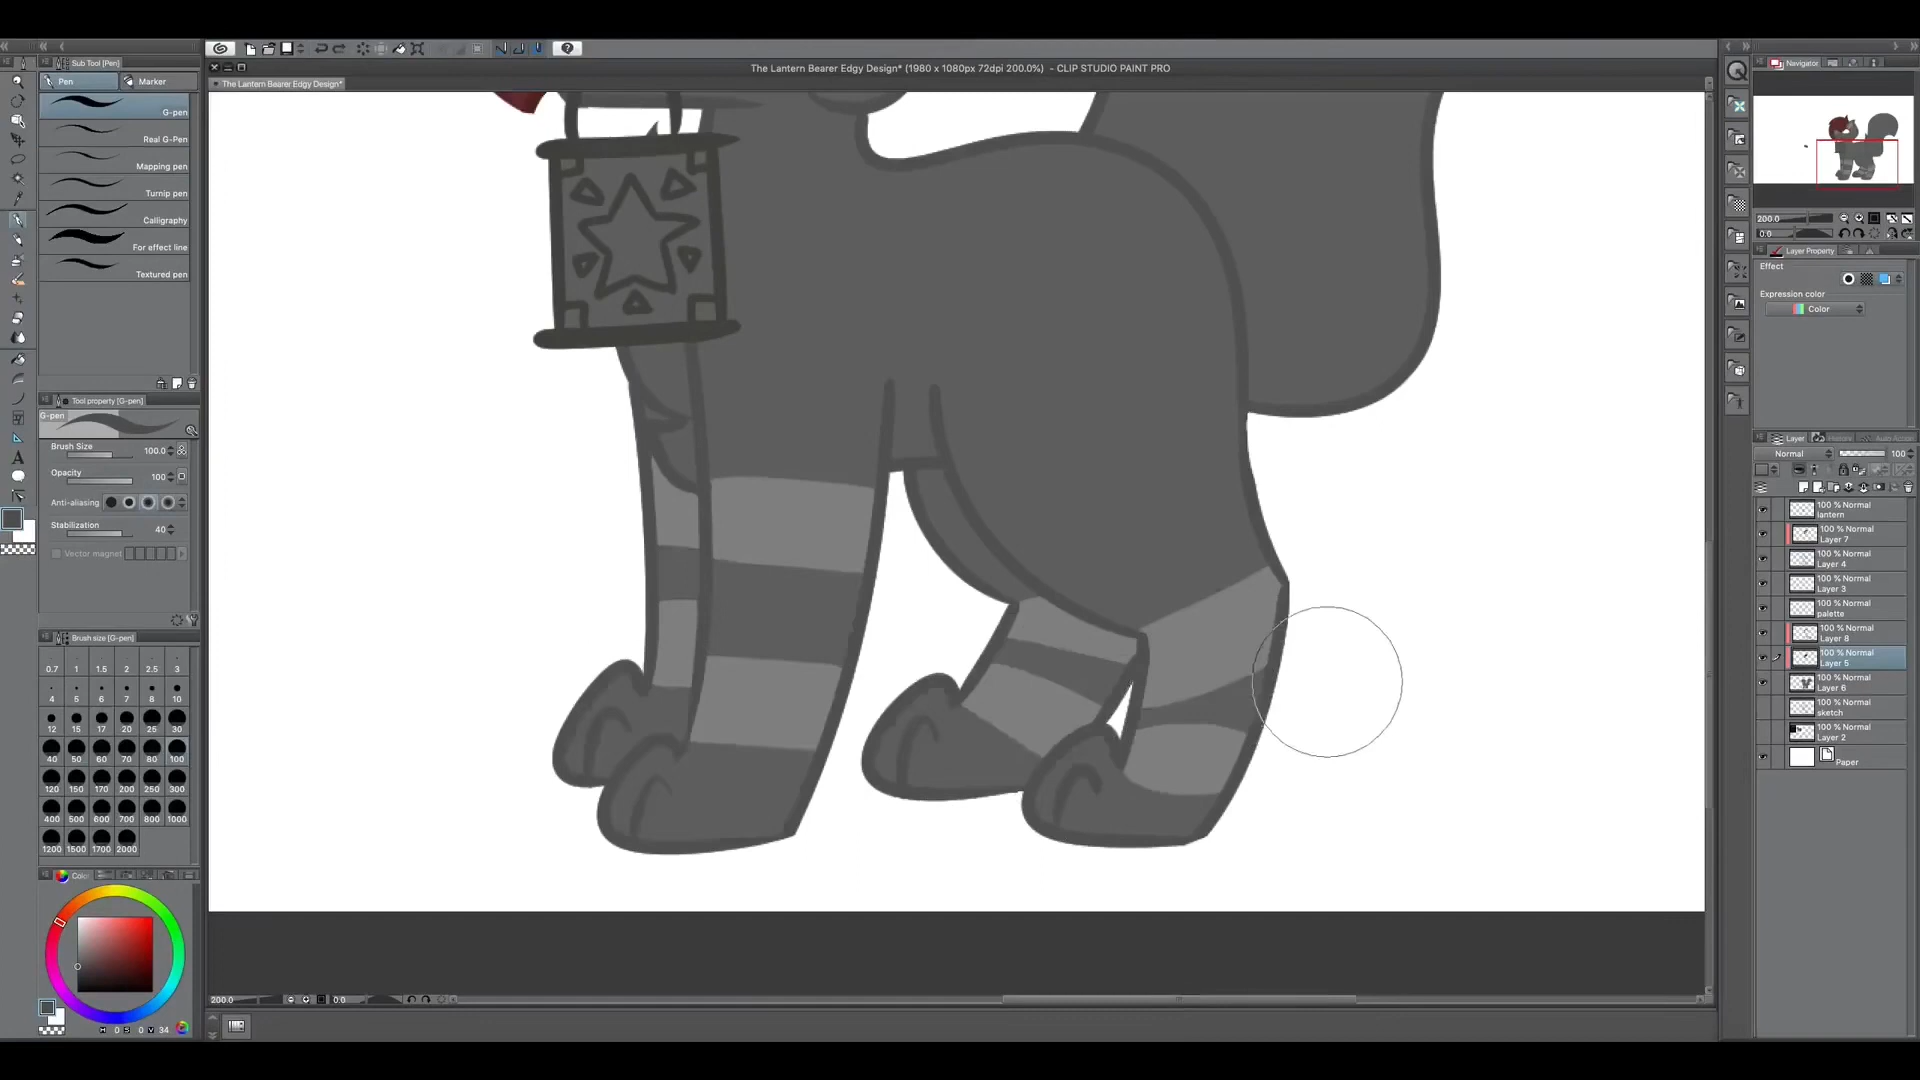 Sub Tool [Pen]
The Lantern Bearer Edgy Design* (1980 x 1080px 72dpi 200.0%) - CLIP STUDIO PAINT PRO
The Lantern Bearer Edgy Design*
Pen
Marker
G-pen
Real G-Pen
Mapping pen
Turnip pen
Calligraphy
For effect line
Textured pen
Tool property [G-pen]
G-pen
Brush Size 100.0
Opacity 100
Anti-aliasing
Stabilization 40
Vector magnet
Brush size [G-pen]
0.7 1 1.5 2 2.5 3
4 5 6 7 8 10
12 15 17 20 25 30
40 50 60 70 80 100
120 150 170 200 250 300
400 500 600 700 800 1000
1200 1500 1700 2000
H 0 S 0 V 34
200.0
0.0
Navigator
200.0
0.0
Layer Property
Effect
Expression color
Color
Layer
History
Auto Action
Normal 100
100 % Normal
lantern
100 % Normal
Layer 7
100 % Normal
Layer 4
100 % Normal
Layer 3
100 % Normal
palette
100 % Normal
Layer 8
100 % Normal
Layer 5
100 % Normal
Layer 6
100 % Normal
sketch
100 % Normal
Layer 2
Paper